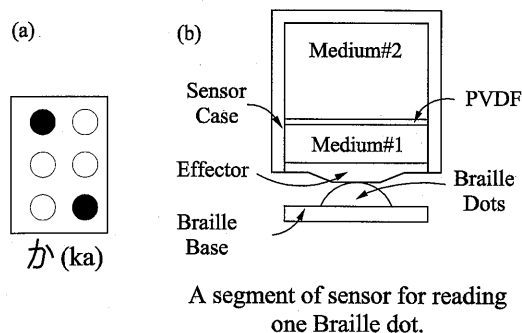 (a)
か (ka)
(b)
Medium#2
Sensor
Case
PVDF
Medium#1
Effector
Braille
Dots
Braille
Base
A segment of sensor for reading
one Braille dot.